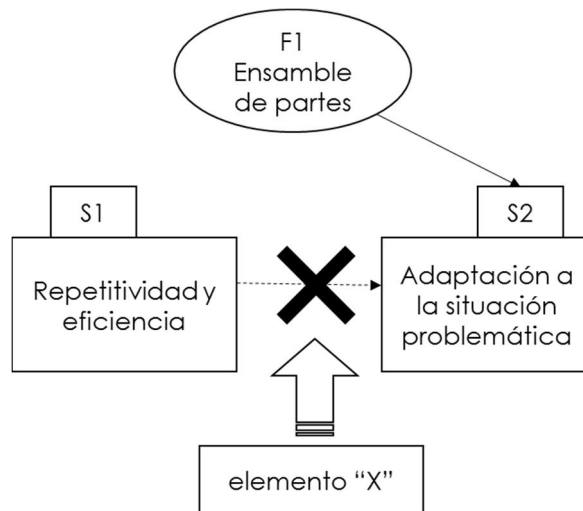 F1
Ensamble
de partes
S1
S2
Repetitividad y
eficiencia
Adaptación a
la situación
problemática
elemento “X”